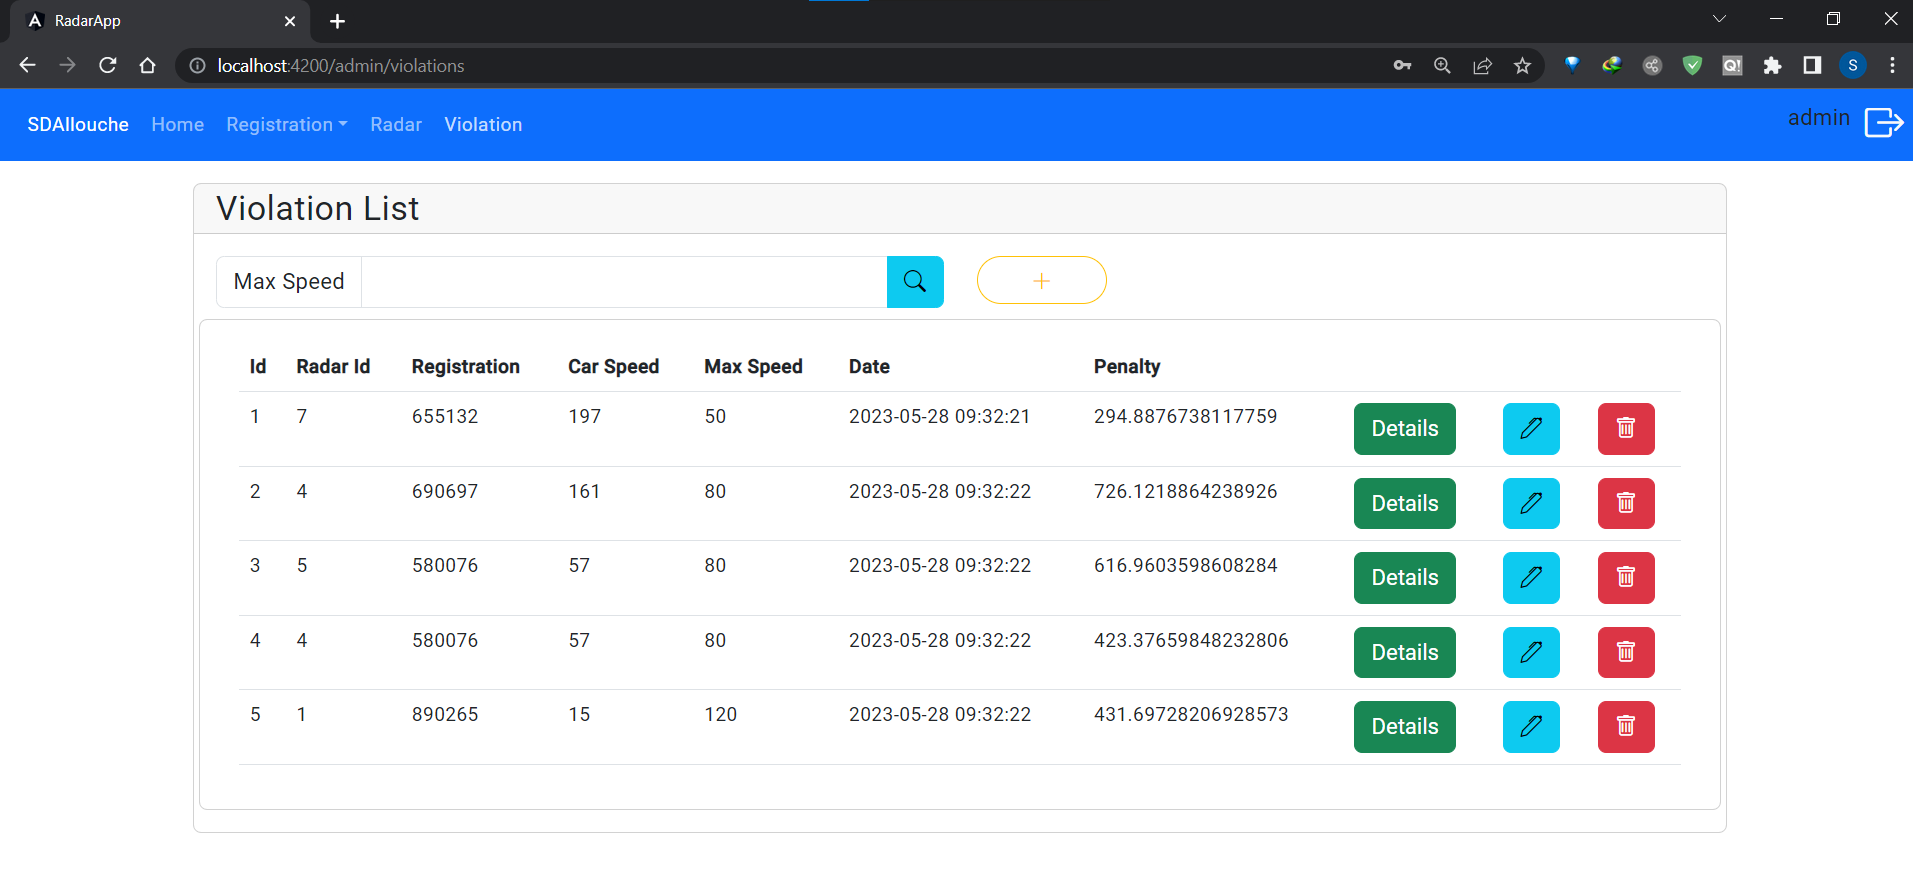 RadarApp
localhost:4200/admin/violations
S
SDAllouche Home Registration Radar Violation admin
Violation List
Max Speed
+
Id Radar Id Registration Car Speed Max Speed Date Penalty
1 7 655132 197 50 2023-05-28 09:32:21 294.8876738117759 Details
2 4 690697 161 80 2023-05-28 09:32:22 726.1218864238926 Details
3 5 580076 57 80 2023-05-28 09:32:22 616.9603598608284 Details
4 4 580076 57 80 2023-05-28 09:32:22 423.37659848232806 Details
5 1 890265 15 120 2023-05-28 09:32:22 431.69728206928573 Details